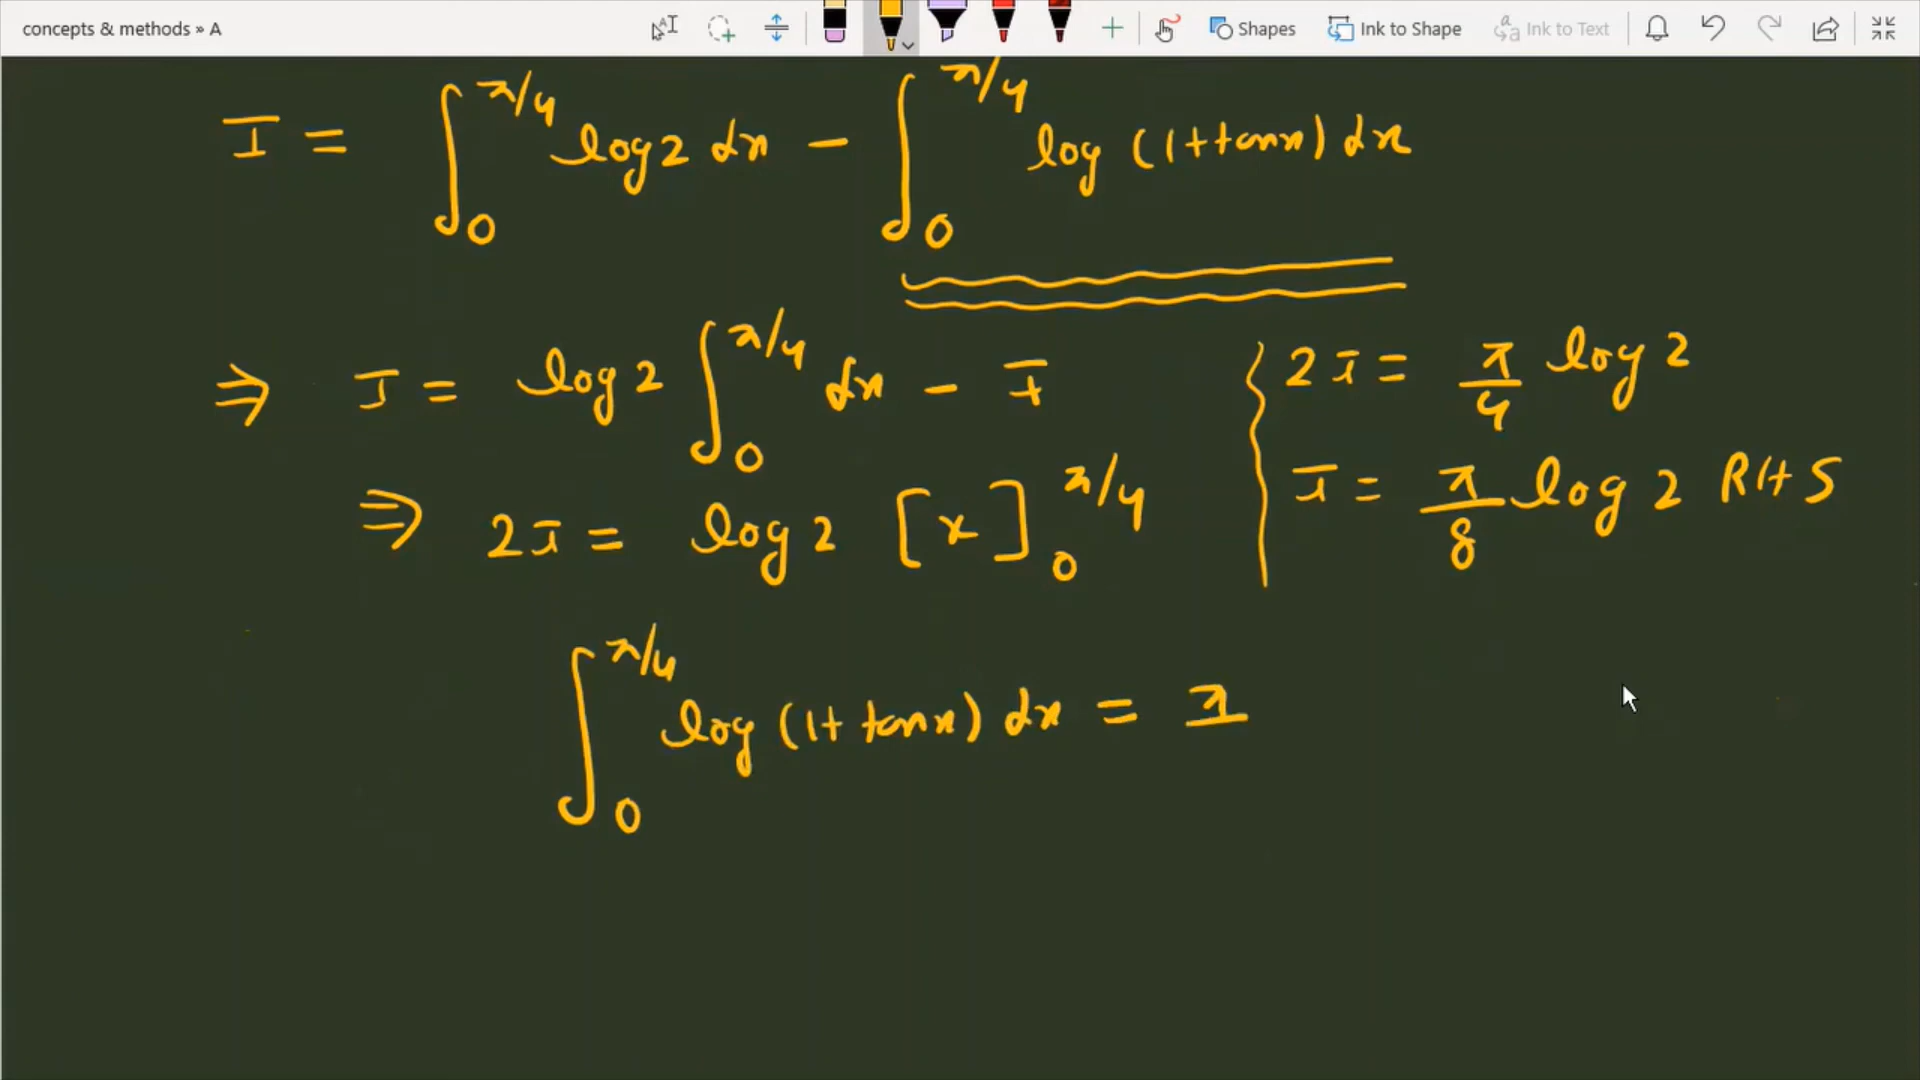 concepts & methods » A
Shapes Ink to Shape Ink to Text
I = ∫₀^π/4 log 2 dx − ∫₀^π/4 log (1+tanx) dx
⇒ I = log 2 ∫₀^π/4 dx − I
⇒ 2I = log 2 [x]₀^π/4
2I = π/4 log 2
I = π/8 log 2 RHS
∫₀^π/4 log (1+ tanx) dx = π